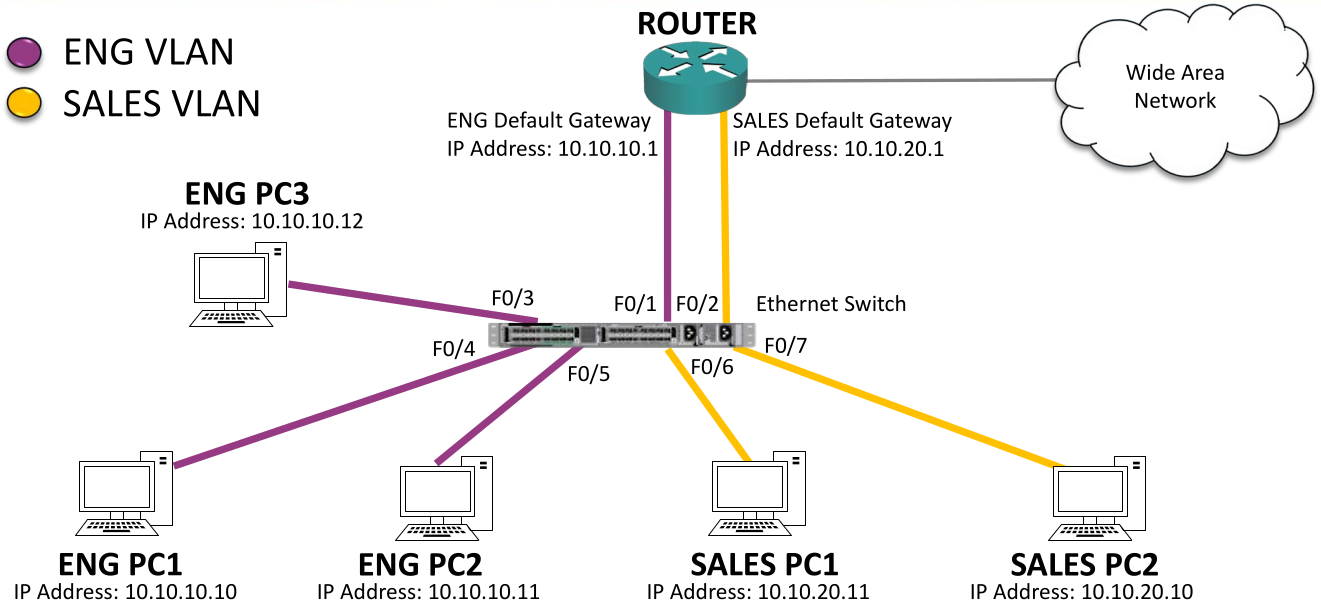 ROUTER
ENG VLAN
SALES VLAN
Wide Area
Network
ENG Default Gateway
IP Address: 10.10.10.1
SALES Default Gateway
IP Address: 10.10.20.1
ENG PC3
IP Address: 10.10.10.12
F0/3
F0/1
F0/2
Ethernet Switch
F0/4
F0/5
F0/6
F0/7
ENG PC1
IP Address: 10.10.10.10
ENG PC2
IP Address: 10.10.10.11
SALES PC1
IP Address: 10.10.20.11
SALES PC2
IP Address: 10.10.20.10